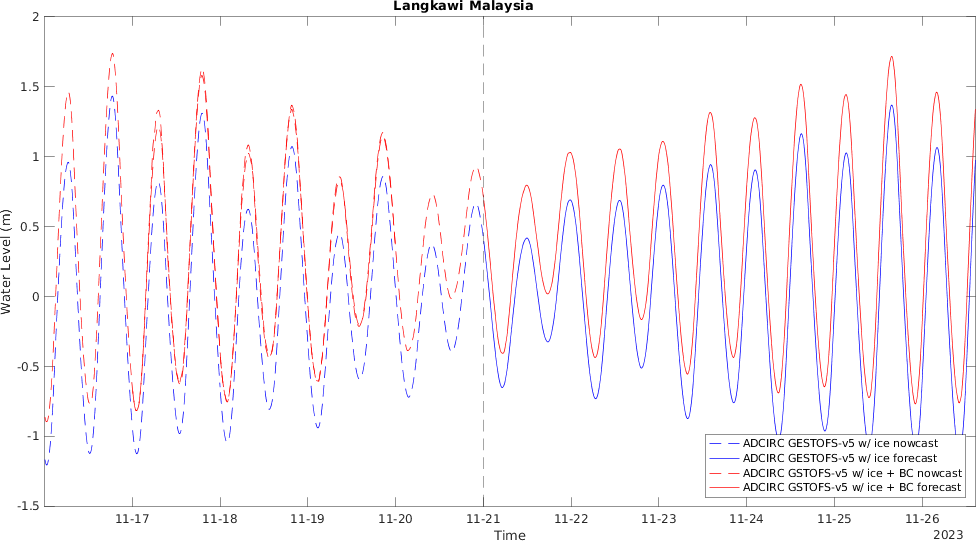 Langkawi Malaysia
2
1.5
1
0.5
0
-0.5
-1
-1.5
Water Level (m)
11-17 11-18 11-19 11-20 11-21 11-22 11-23 11-24 11-25 11-26
Time
2023
ADCIRC GESTOFS-v5 w/ ice nowcast
ADCIRC GESTOFS-v5 w/ ice forecast
ADCIRC GSTOFS-v5 w/ ice + BC nowcast
ADCIRC GSTOFS-v5 w/ ice + BC forecast